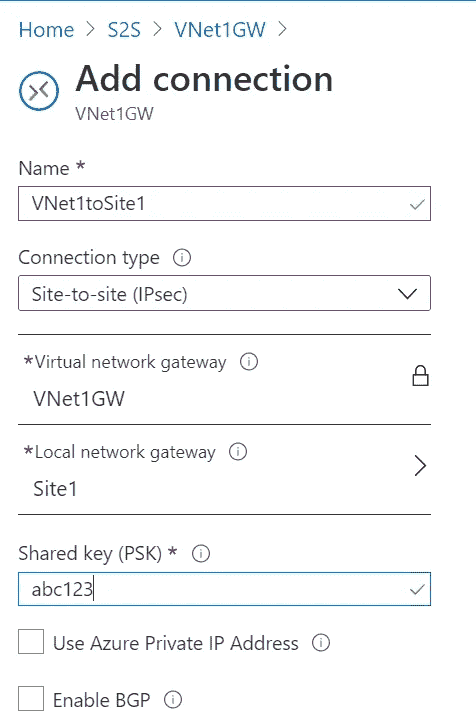 Home > S2S > VNet1GW >
Add connection
VNet1GW
Name *
VNet1toSite1
Connection type
Site-to-site (IPsec)
*Virtual network gateway
VNet1GW
*Local network gateway
Site1
Shared key (PSK) *
abc123
Use Azure Private IP Address
Enable BGP